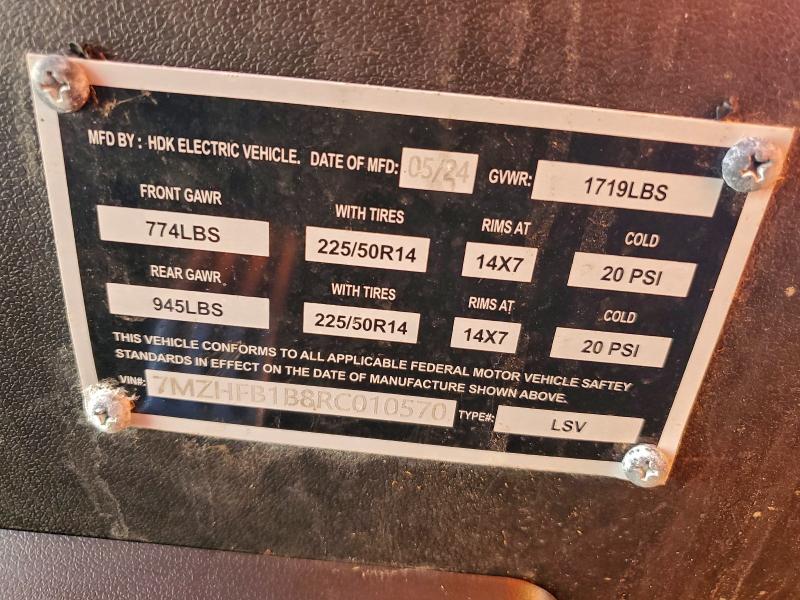 MFD BY : HDK ELECTRIC VEHICLE. DATE OF MFD: 05/24 GVWR: 1719LBS
FRONT GAWR WITH TIRES RIMS AT COLD
774LBS 225/50R14 14X7 20 PSI
REAR GAWR WITH TIRES RIMS AT COLD
945LBS 225/50R14 14X7 20 PSI
THIS VEHICLE CONFORMS TO ALL APPLICABLE FEDERAL MOTOR VEHICLE SAFTEY
STANDARDS IN EFFECT ON THE DATE OF MANUFACTURE SHOWN ABOVE.
VIN#: 7MZHFB1B8RC010570 TYPE#: LSV